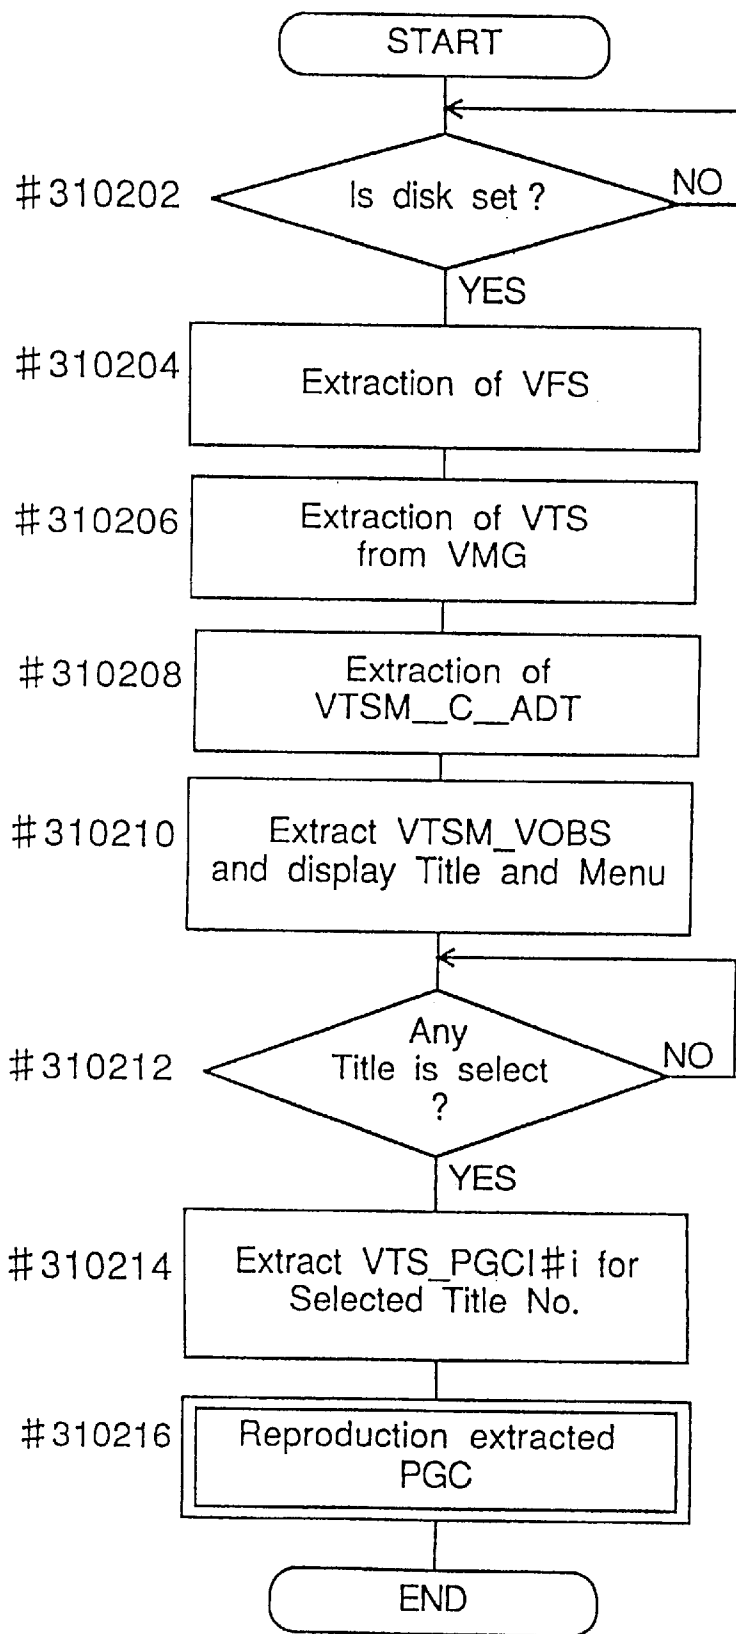 START
#310202
Is disk set ?
NO
YES
#310204
Extraction of VFS
#310206
Extraction of VTS
from VMG
#310208
Extraction of
VTSM__C__ADT
#310210
Extract VTSM_VOBS
and display Title and Menu
#310212
Any
Title is select
?
NO
YES
#310214
Extract VTS_PGCI#i for
Selected Title No.
#310216
Reproduction extracted
PGC
END